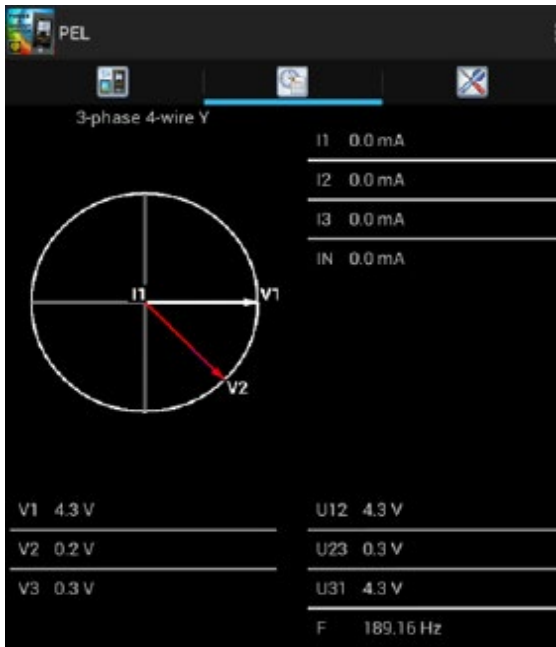 PEL
3-phase 4-wire Y
I1 0.0 mA
I2 0.0 mA
I3 0.0 mA
IN 0.0 mA
I1
V1
V2
V1 4.3 V
V2 0.2 V
V3 0.3 V
U12 4.3 V
U23 0.3 V
U31 4.3 V
F 189.16 Hz